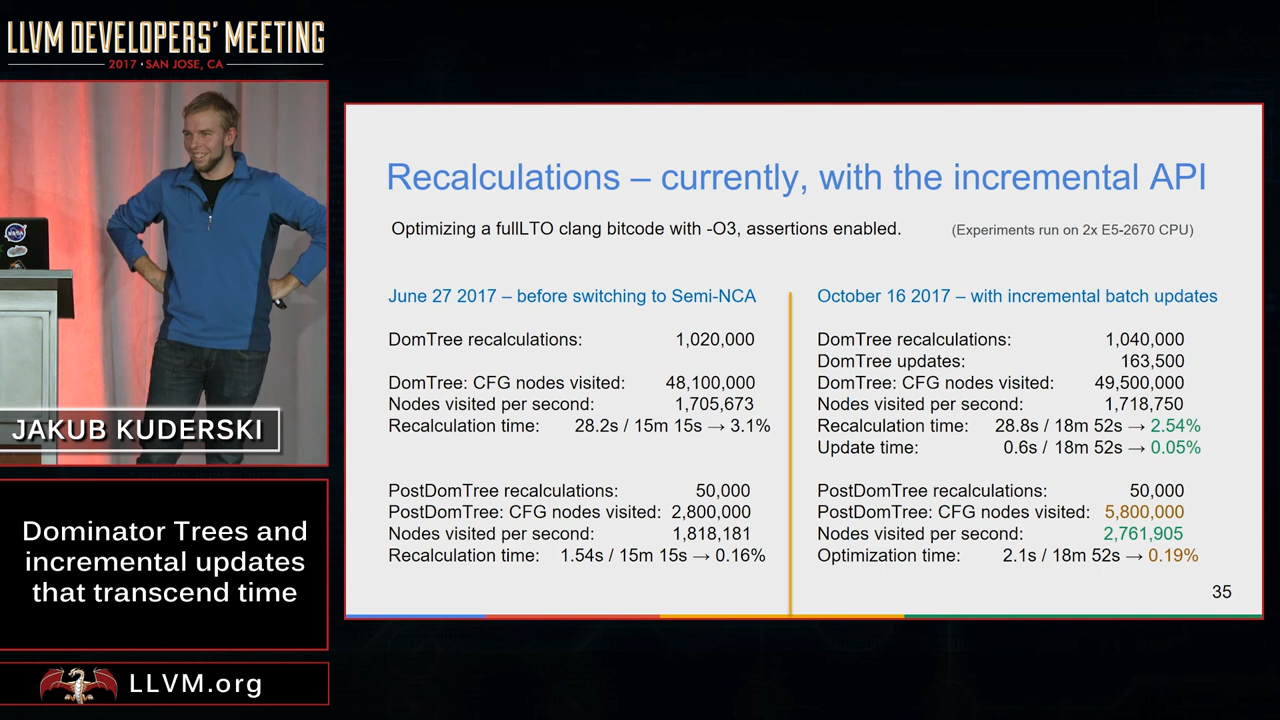 LLVM DEVELOPERS' MEETING
2017 • SAN JOSE, CA
NASA
JAKUB KUDERSKI
Dominator Trees and
incremental updates
that transcend time
LLVM.org
Recalculations – currently, with the incremental API
Optimizing a fullLTO clang bitcode with -O3, assertions enabled. (Experiments run on 2x E5-2670 CPU)
June 27 2017 – before switching to Semi-NCA
DomTree recalculations: 1,020,000
DomTree: CFG nodes visited: 48,100,000
Nodes visited per second: 1,705,673
Recalculation time: 28.2s / 15m 15s → 3.1%
PostDomTree recalculations: 50,000
PostDomTree: CFG nodes visited: 2,800,000
Nodes visited per second: 1,818,181
Recalculation time: 1.54s / 15m 15s → 0.16%
October 16 2017 – with incremental batch updates
DomTree recalculations: 1,040,000
DomTree updates: 163,500
DomTree: CFG nodes visited: 49,500,000
Nodes visited per second: 1,718,750
Recalculation time: 28.8s / 18m 52s → 2.54%
Update time: 0.6s / 18m 52s → 0.05%
PostDomTree recalculations: 50,000
PostDomTree: CFG nodes visited: 5,800,000
Nodes visited per second: 2,761,905
Optimization time: 2.1s / 18m 52s → 0.19%
35